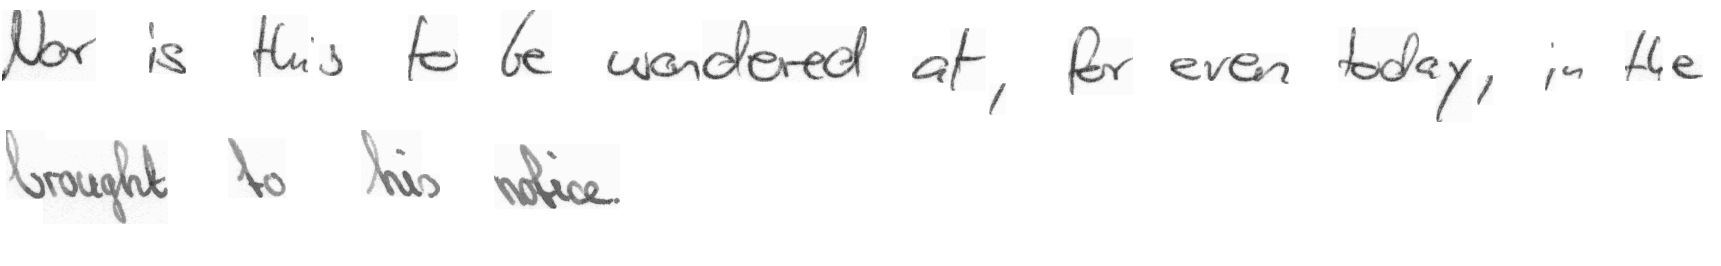 Nor is this to be wondered at, for even today, in the
brought to his notice.